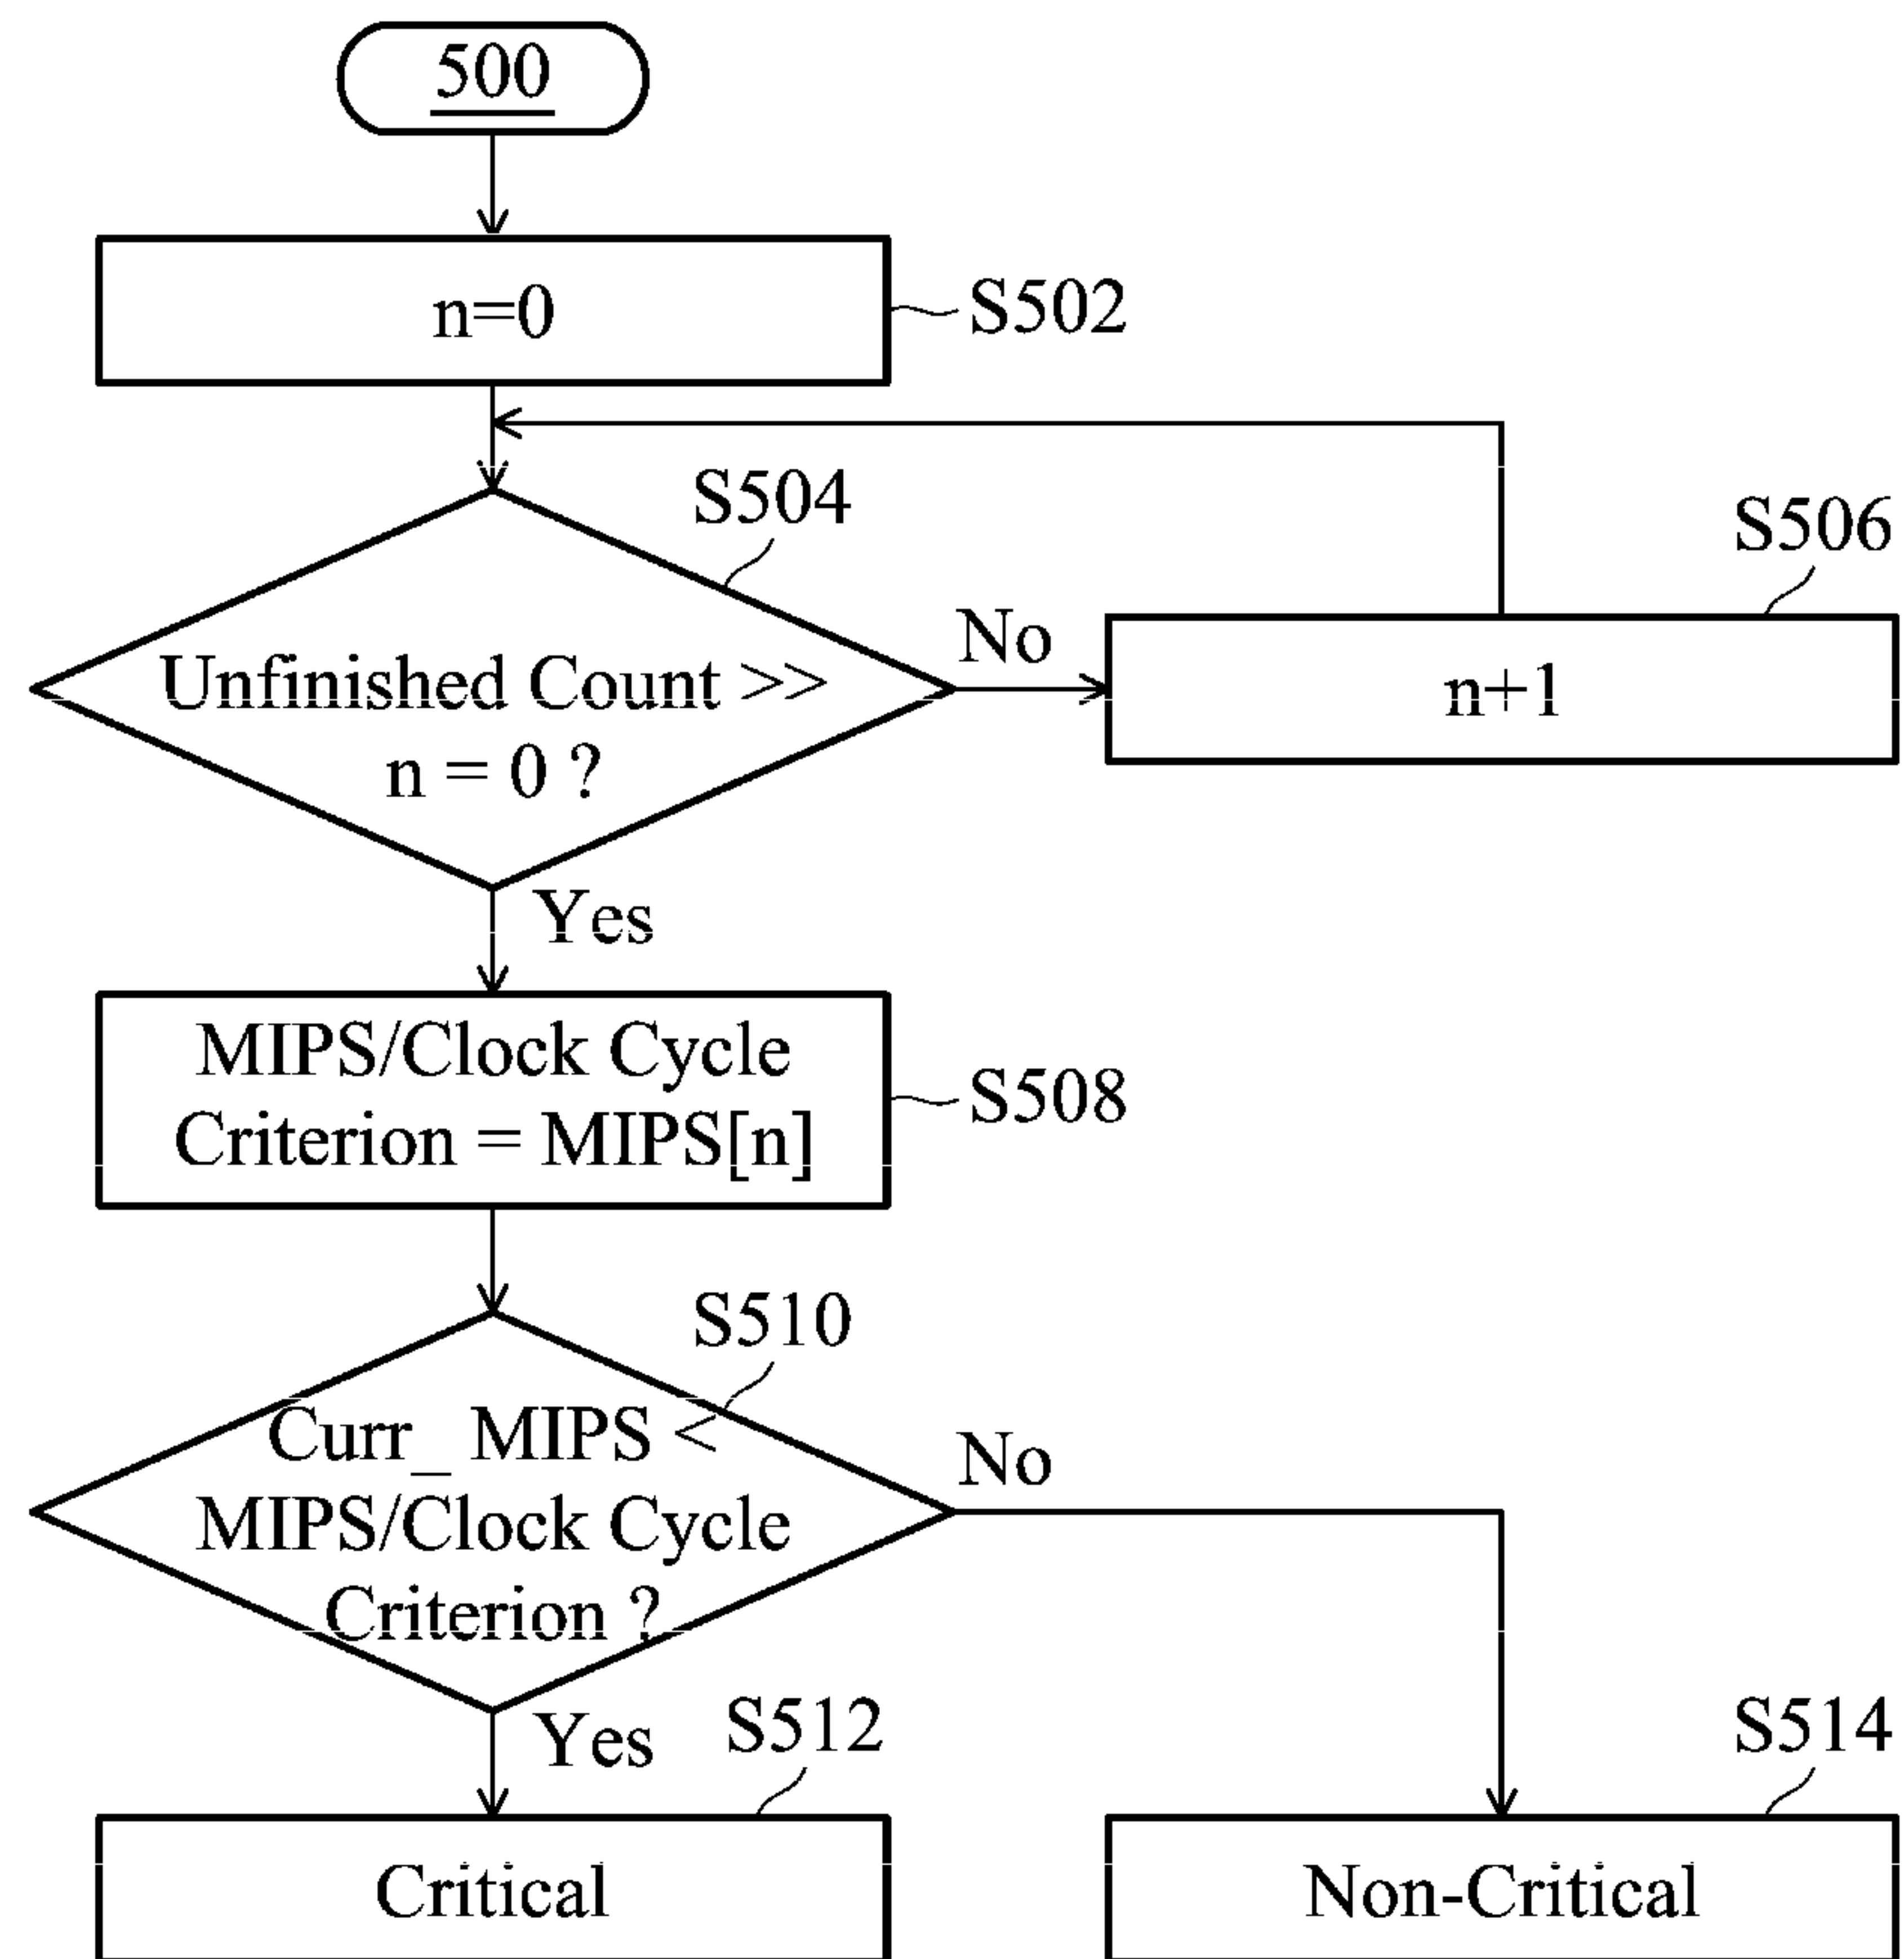 500
n=0
S502
S504
S506
Unfinished Count >>
n = 0 ?
No
n+1
Yes
MIPS/Clock Cycle
Criterion = MIPS[n]
S508
S510
Curr_ MIPS <
MIPS/Clock Cycle
Criterion ?
No
Yes
S512
S514
Critical
Non-Critical